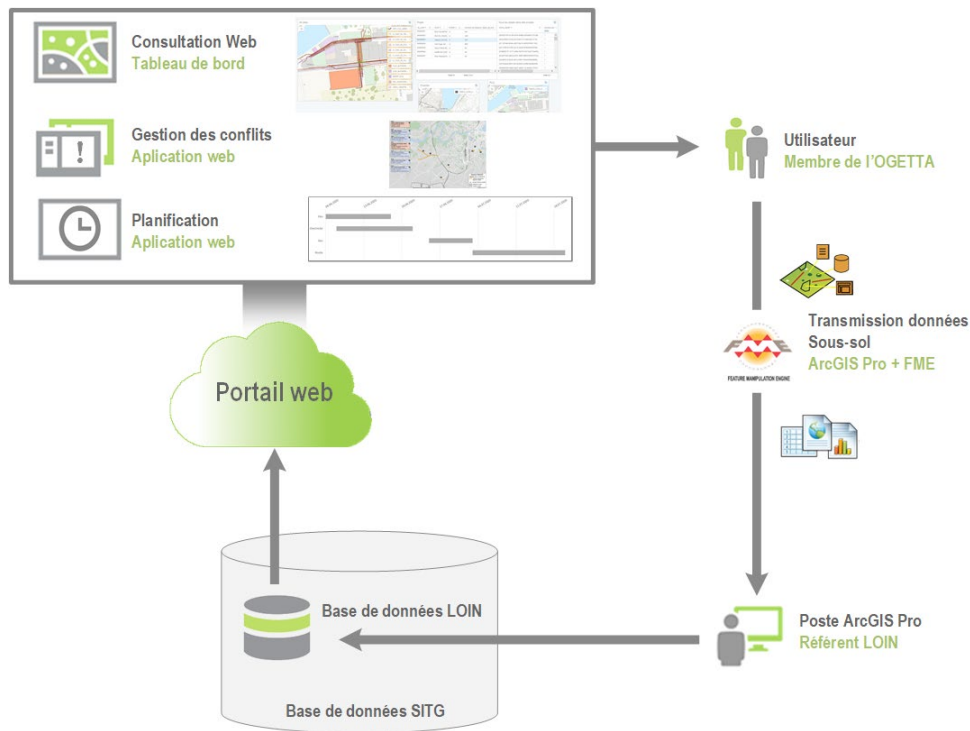 Consultation Web
Tableau de bord
Gestion des conflits
Aplication web
Planification
Aplication web
Utilisateur
Membre de l'OGETTA
Transmission données
Sous-sol
ArcGIS Pro + FME
FME
FEATURE MANIPULATION ENGINE
Portail web
Base de données LOIN
Base de données SITG
Poste ArcGIS Pro
Référent LOIN